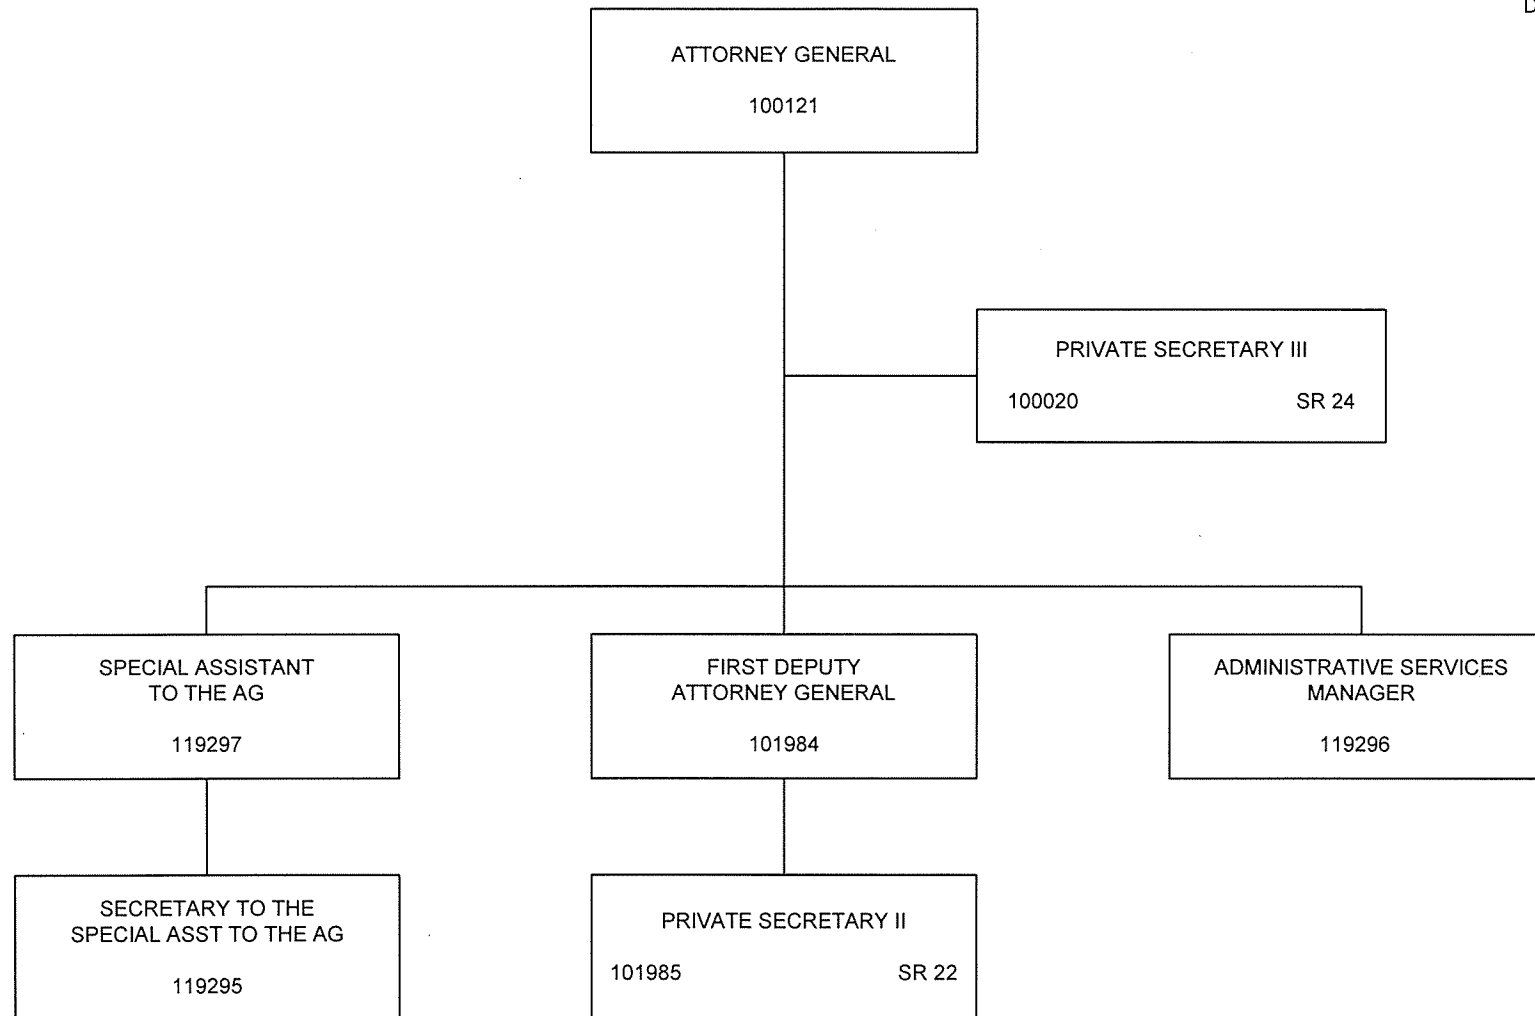 D
ATTORNEY GENERAL
100121
PRIVATE SECRETARY III
100020 SR 24
SPECIAL ASSISTANT
TO THE AG
119297
FIRST DEPUTY
ATTORNEY GENERAL
101984
ADMINISTRATIVE SERVICES
MANAGER
119296
SECRETARY TO THE
SPECIAL ASST TO THE AG
119295
PRIVATE SECRETARY II
101985 SR 22